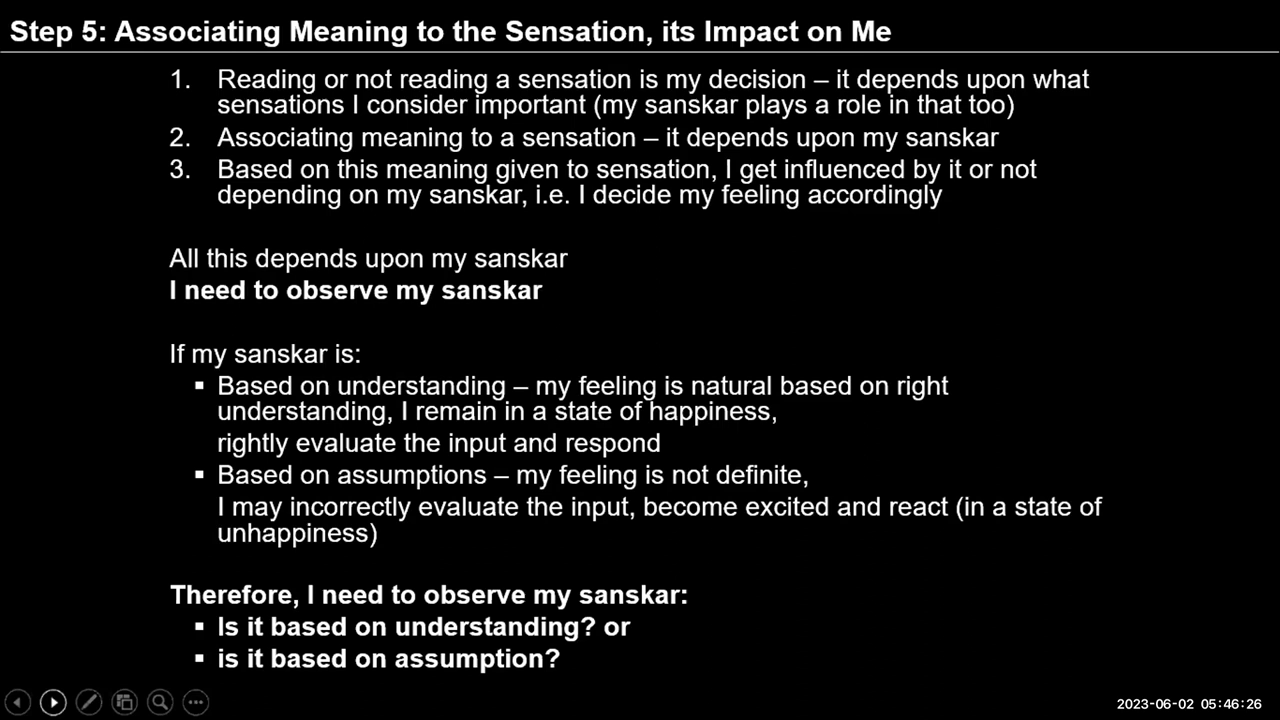 Step 5: Associating Meaning to the Sensation, its Impact on Me
1. Reading or not reading a sensation is my decision – it depends upon what
sensations I consider important (my sanskar plays a role in that too)
2. Associating meaning to a sensation – it depends upon my sanskar
3. Based on this meaning given to sensation, I get influenced by it or not
depending on my sanskar, i.e. I decide my feeling accordingly
All this depends upon my sanskar
I need to observe my sanskar
If my sanskar is:
▪ Based on understanding – my feeling is natural based on right
understanding, I remain in a state of happiness,
rightly evaluate the input and respond
▪ Based on assumptions – my feeling is not definite,
I may incorrectly evaluate the input, become excited and react (in a state of
unhappiness)
Therefore, I need to observe my sanskar:
▪ Is it based on understanding? or
▪ is it based on assumption?
2023-06-02 05:46:26